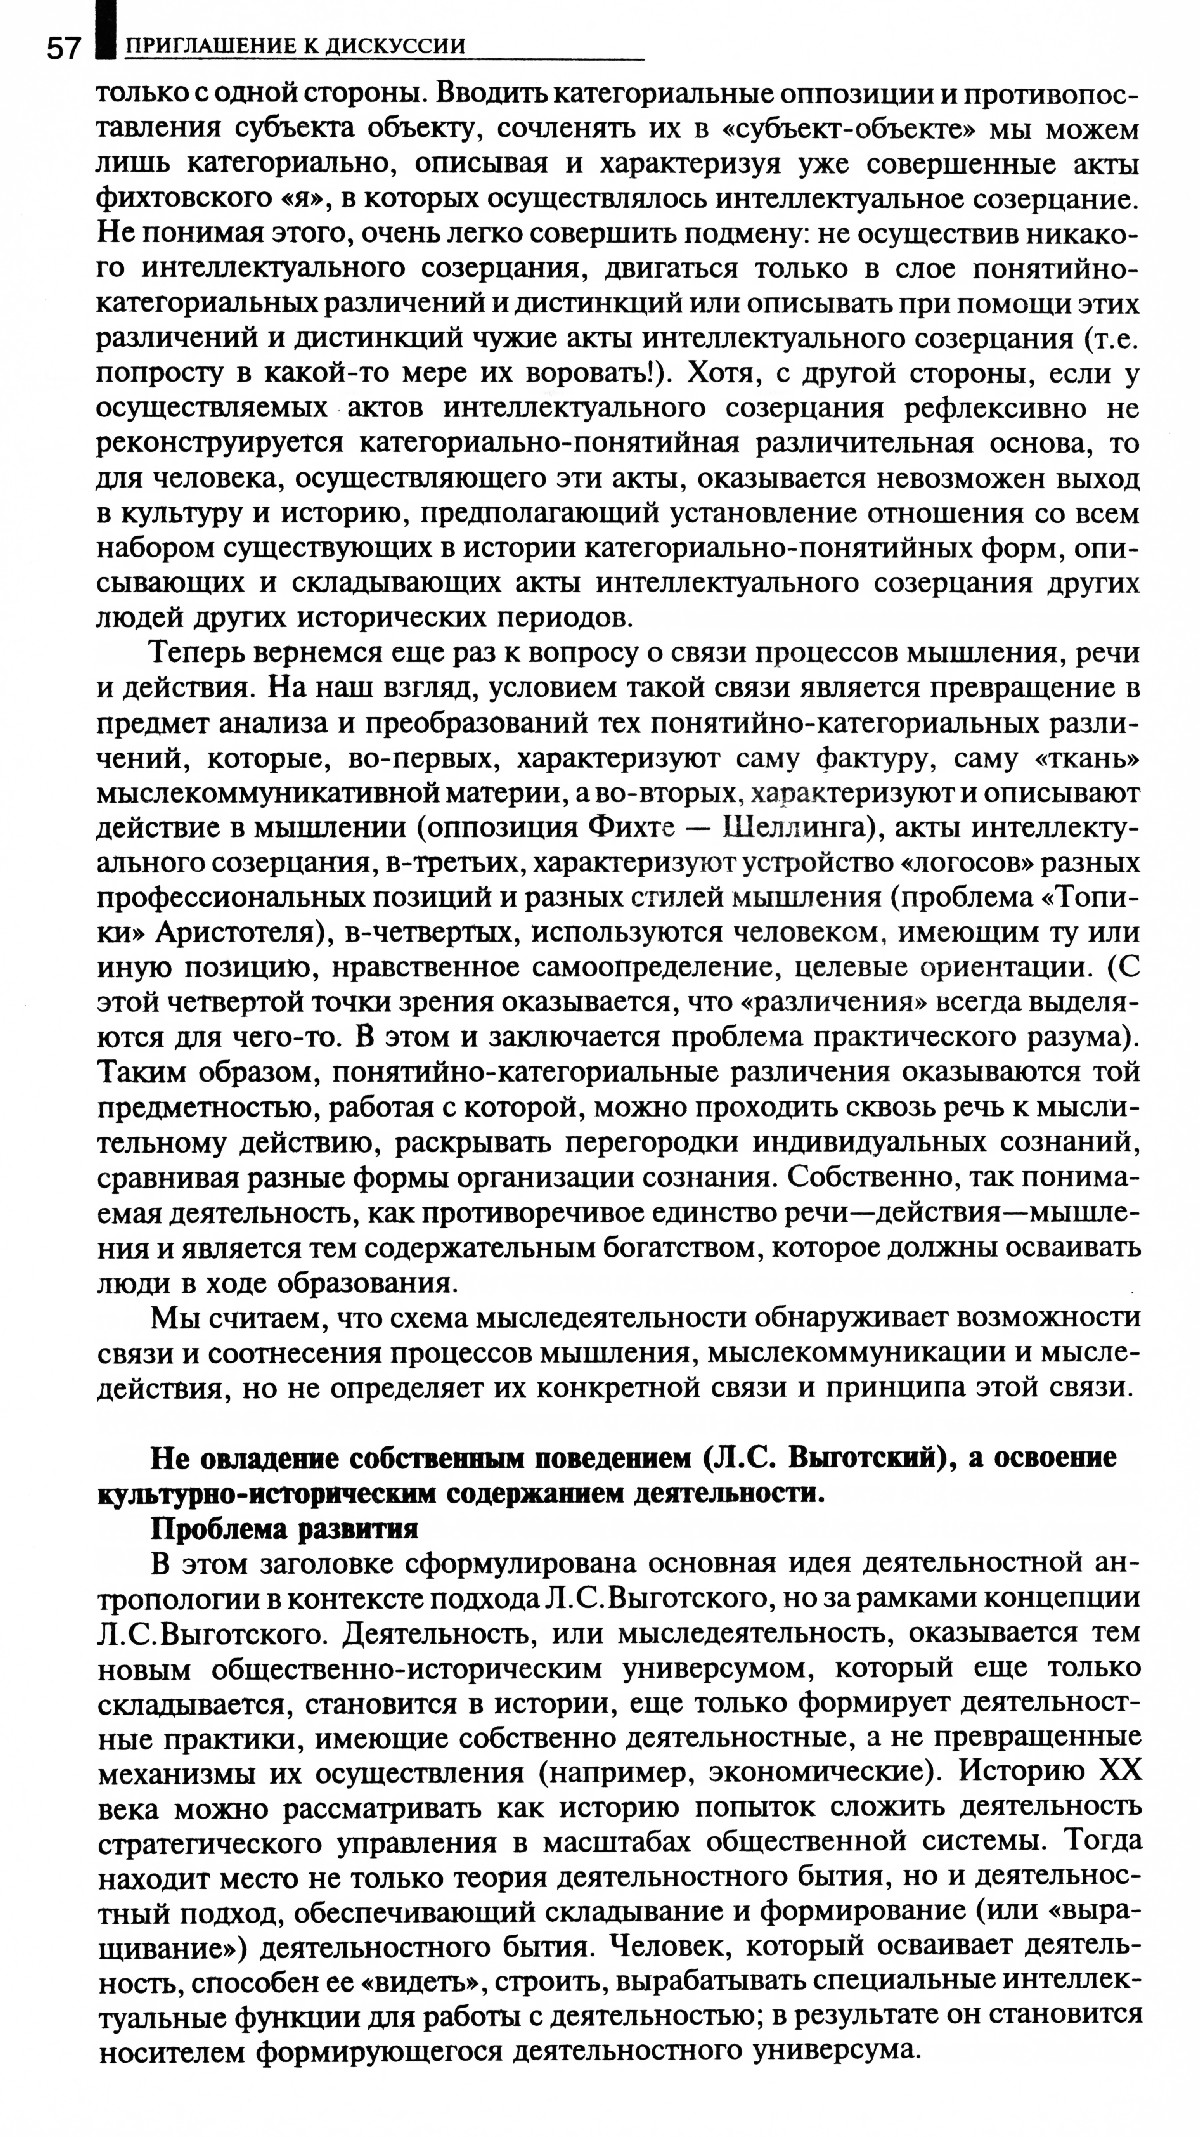 57 ПРИГЛАШЕНИЕ К ДИСКУССИИ
только с одной стороны. Вводить категориальные оппозиции и противопос-
тавления субъекта объекту, сочленять их в «субъект-объекте» мы можем
лишь категориально, описывая и характеризуя уже совершенные акты
фихтовского «я», в которых осуществлялось интеллектуальное созерцание.
Не понимая этого, очень легко совершить подмену: не осуществив никако-
го интеллектуального созерцания, двигаться только в слое понятийно-
категориальных различений и дистинкций или описывать при помощи этих
различений и дистинкций чужие акты интеллектуального созерцания (т.е.
попросту в какой-то мере их воровать!). Хотя, с другой стороны, если у
осуществляемых актов интеллектуального созерцания рефлексивно не
реконструируется категориально-понятийная различительная основа, то
для человека, осуществляющего эти акты, оказывается невозможен выход
в культуру и историю, предполагающий установление отношения со всем
набором существующих в истории категориально-понятийных форм, опи-
сывающих и складывающих акты интеллектуального созерцания других
людей других исторических периодов.
Теперь вернемся еще раз к вопросу о связи процессов мышления, речи
и действия. На наш взгляд, условием такой связи является превращение в
предмет анализа и преобразований тех понятийно-категориальных разли-
чений, которые, во-первых, характеризуют саму фактуру, саму «ткань»
мыслекоммуникативной материи, а во-вторых, характеризуют и описывают
действие в мышлении (оппозиция Фихте — Шеллинга), акты интеллекту-
ального созерцания, в-третьих, характеризуют устройство «логосов» разных
профессиональных позиций и разных стилей мышления (проблема «Топи-
ки» Аристотеля), в-четвертых, используются человеком, имеющим ту или
иную позицию, нравственное самоопределение, целевые ориентации. (С
этой четвертой точки зрения оказывается, что «различения» всегда выделя-
ются для чего-то. В этом и заключается проблема практического разума).
Таким образом, понятийно-категориальные различения оказываются той
предметностью, работая с которой, можно проходить сквозь речь к мысли-
тельному действию, раскрывать перегородки индивидуальных сознаний,
сравнивая разные формы организации сознания. Собственно, так понима-
емая деятельность, как противоречивое единство речи—действия—мышле-
ния и является тем содержательным богатством, которое должны осваивать
люди в ходе образования.
Мы считаем, что схема мыследеятельности обнаруживает возможности
связи и соотнесения процессов мышления, мыслекоммуникации и мысле-
действия, но не определяет их конкретной связи и принципа этой связи.
Не овладение собственным поведением (Л.С. Выготский), а освоение
культурно-историческим содержанием деятельности.
Проблема развития
В этом заголовке сформулирована основная идея деятельностной ан-
тропологии в контексте подхода Л.С.Выготского, но за рамками концепции
Л.С.Выготского. Деятельность, или мыследеятельность, оказывается тем
новым общественно-историческим универсумом, который еще только
складывается, становится в истории, еще только формирует деятельност-
ные практики, имеющие собственно деятельностные, а не превращенные
механизмы их осуществления (например, экономические). Историю XX
века можно рассматривать как историю попыток сложить деятельность
стратегического управления в масштабах общественной системы. Тогда
находит место не только теория деятельностного бытия, но и деятельнос-
тный подход, обеспечивающий складывание и формирование (или «выра-
щивание») деятельностного бытия. Человек, который осваивает деятель-
ность, способен ее «видеть», строить, вырабатывать специальные интеллек-
туальные функции для работы с деятельностью; в результате он становится
носителем формирующегося деятельностного универсума.